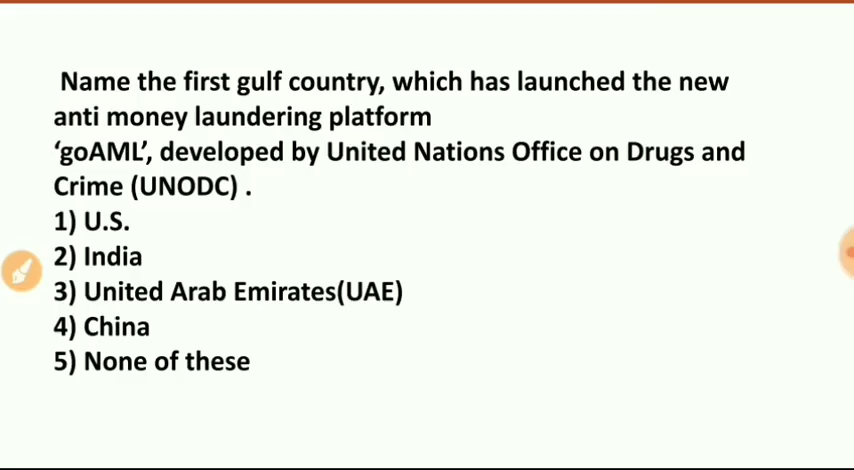 Name the first gulf country, which has launched the new
anti money laundering platform
‘goAML’, developed by United Nations Office on Drugs and
Crime (UNODC) .
1) U.S.
2) India
3) United Arab Emirates(UAE)
4) China
5) None of these